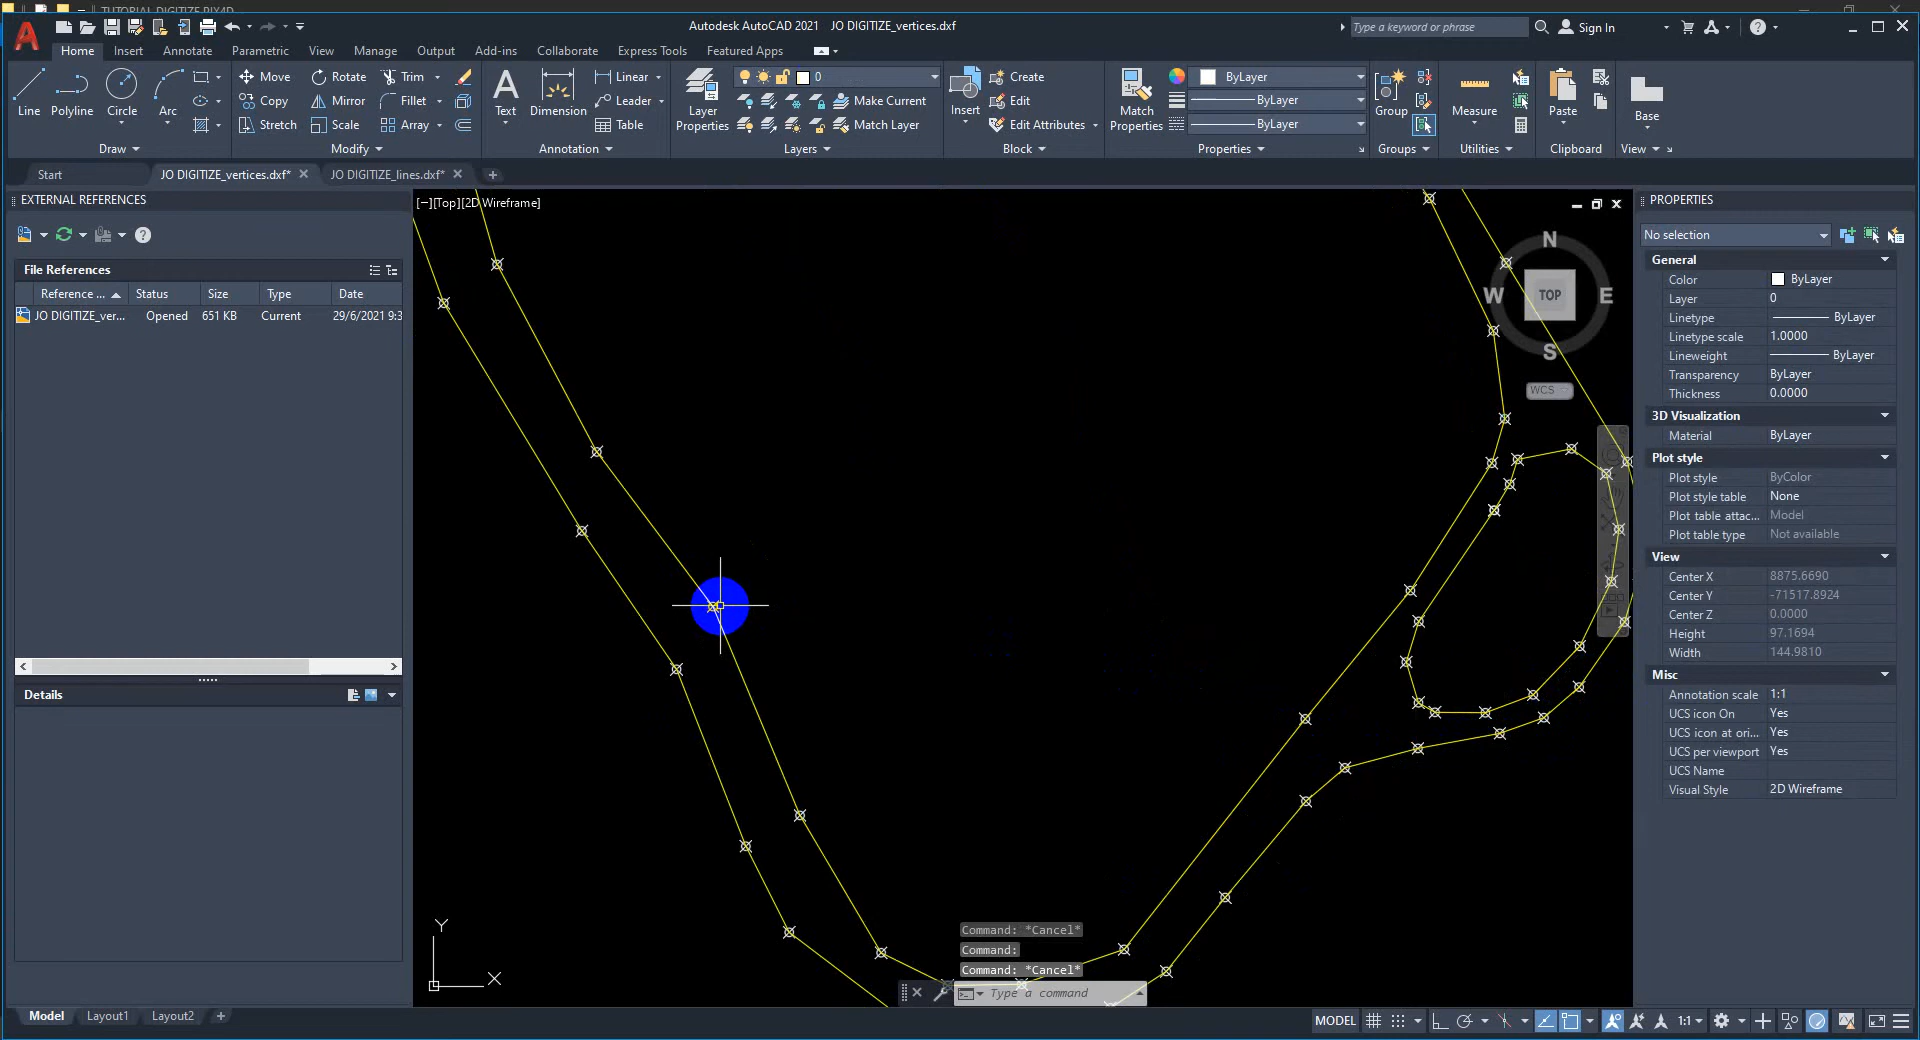 TUTORIAL DIGITIZE PIX4D
Autodesk AutoCAD 2021 JO DIGITIZE_vertices.dxf
Type a keyword or phrase
Sign In
Home Insert Annotate Parametric View Manage Output Add-ins Collaborate Express Tools Featured Apps
Line Polyline Circle Arc
Draw
Move Rotate Trim
Copy Mirror Fillet
Stretch Scale Array
Modify
Text Dimension
Linear
Leader
Table
Annotation
Layer
Properties
0
Make Current
Match Layer
Layers
Insert
Create
Edit
Edit Attributes
Block
Match
Properties
ByLayer
ByLayer
ByLayer
Properties
Group
Groups
Measure
Utilities
Paste
Clipboard
Base
View
Start JO DIGITIZE_vertices.dxf* JO DIGITIZE_lines.dxf*
EXTERNAL REFERENCES
File References
Reference ... Status Size Type Date
JO DIGITIZE_ver... Opened 651 KB Current 29/6/2021 9:3
Details
[−][Top][2D Wireframe]
N
W TOP E
S
WCS
Y
X
Command: *Cancel*
Command:
Command: *Cancel*
Type a command
PROPERTIES
No selection
General
Color ByLayer
Layer 0
Linetype ByLayer
Linetype scale 1.0000
Lineweight ByLayer
Transparency ByLayer
Thickness 0.0000
3D Visualization
Material ByLayer
Plot style
Plot style ByColor
Plot style table None
Plot table attac... Model
Plot table type Not available
View
Center X 8875.6690
Center Y -71517.8924
Center Z 0.0000
Height 97.1694
Width 144.9810
Misc
Annotation scale 1:1
UCS icon On Yes
UCS icon at ori... Yes
UCS per viewport Yes
UCS Name
Visual Style 2D Wireframe
Model Layout1 Layout2
MODEL 1:1